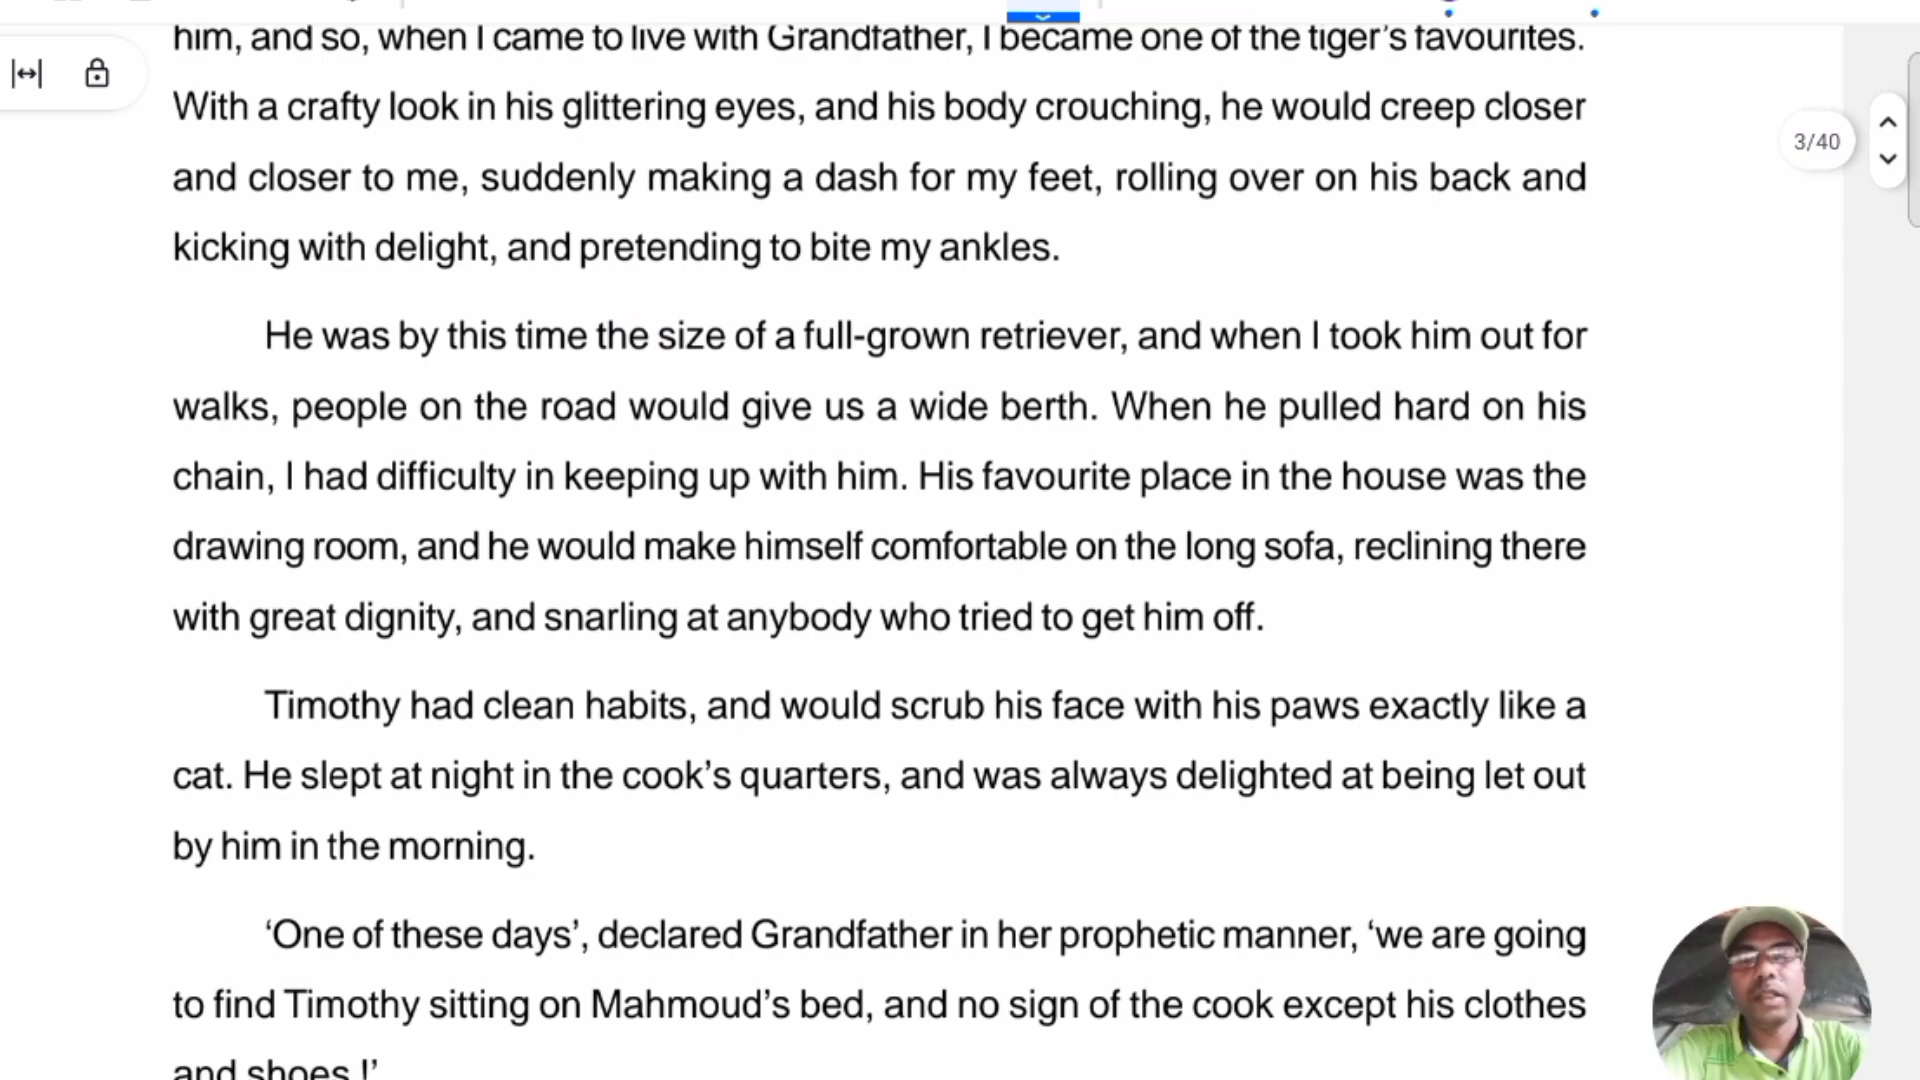 him, and so, when I came to live with Grandfather, I became one of the tiger's favourites.
With a crafty look in his glittering eyes, and his body crouching, he would creep closer
and closer to me, suddenly making a dash for my feet, rolling over on his back and
kicking with delight, and pretending to bite my ankles.
He was by this time the size of a full-grown retriever, and when I took him out for
walks, people on the road would give us a wide berth. When he pulled hard on his
chain, I had difficulty in keeping up with him. His favourite place in the house was the
drawing room, and he would make himself comfortable on the long sofa, reclining there
with great dignity, and snarling at anybody who tried to get him off.
Timothy had clean habits, and would scrub his face with his paws exactly like a
cat. He slept at night in the cook's quarters, and was always delighted at being let out
by him in the morning.
‘One of these days’, declared Grandfather in her prophetic manner, ‘we are going
to find Timothy sitting on Mahmoud’s bed, and no sign of the cook except his clothes
and shoes !’
3/40